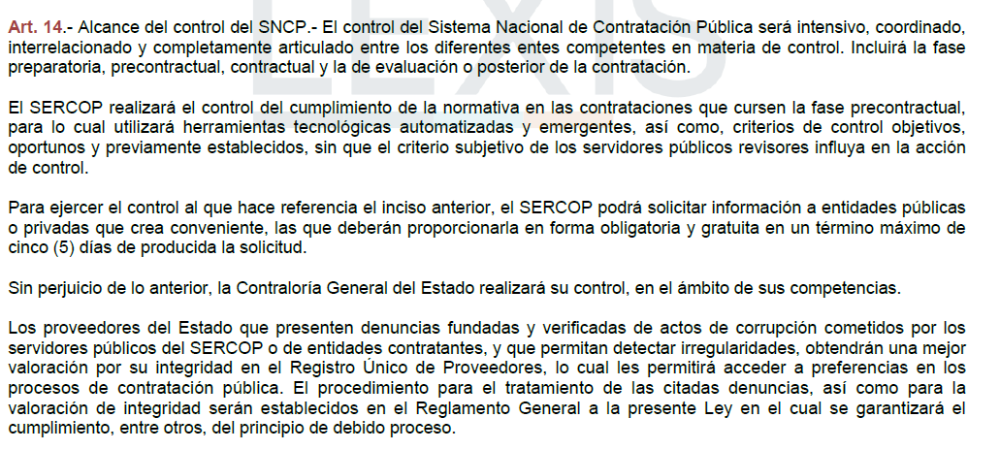 Art. 14.- Alcance del control del SNCP.- El control del Sistema Nacional de Contratación Pública será intensivo, coordinado,
interrelacionado y completamente articulado entre los diferentes entes competentes en materia de control. Incluirá la fase
preparatoria, precontractual, contractual y la de evaluación o posterior de la contratación.
El SERCOP realizará el control del cumplimiento de la normativa en las contrataciones que cursen la fase precontractual,
para lo cual utilizará herramientas tecnológicas automatizadas y emergentes, así como, criterios de control objetivos,
oportunos y previamente establecidos, sin que el criterio subjetivo de los servidores públicos revisores influya en la acción
de control.
Para ejercer el control al que hace referencia el inciso anterior, el SERCOP podrá solicitar información a entidades públicas
o privadas que crea conveniente, las que deberán proporcionarla en forma obligatoria y gratuita en un término máximo de
cinco (5) días de producida la solicitud.
Sin perjuicio de lo anterior, la Contraloría General del Estado realizará su control, en el ámbito de sus competencias.
Los proveedores del Estado que presenten denuncias fundadas y verificadas de actos de corrupción cometidos por los
servidores públicos del SERCOP o de entidades contratantes, y que permitan detectar irregularidades, obtendrán una mejor
valoración por su integridad en el Registro Único de Proveedores, lo cual les permitirá acceder a preferencias en los
procesos de contratación pública. El procedimiento para el tratamiento de las citadas denuncias, así como para la
valoración de integridad serán establecidos en el Reglamento General a la presente Ley en el cual se garantizará el
cumplimiento, entre otros, del principio de debido proceso.
LEXIS